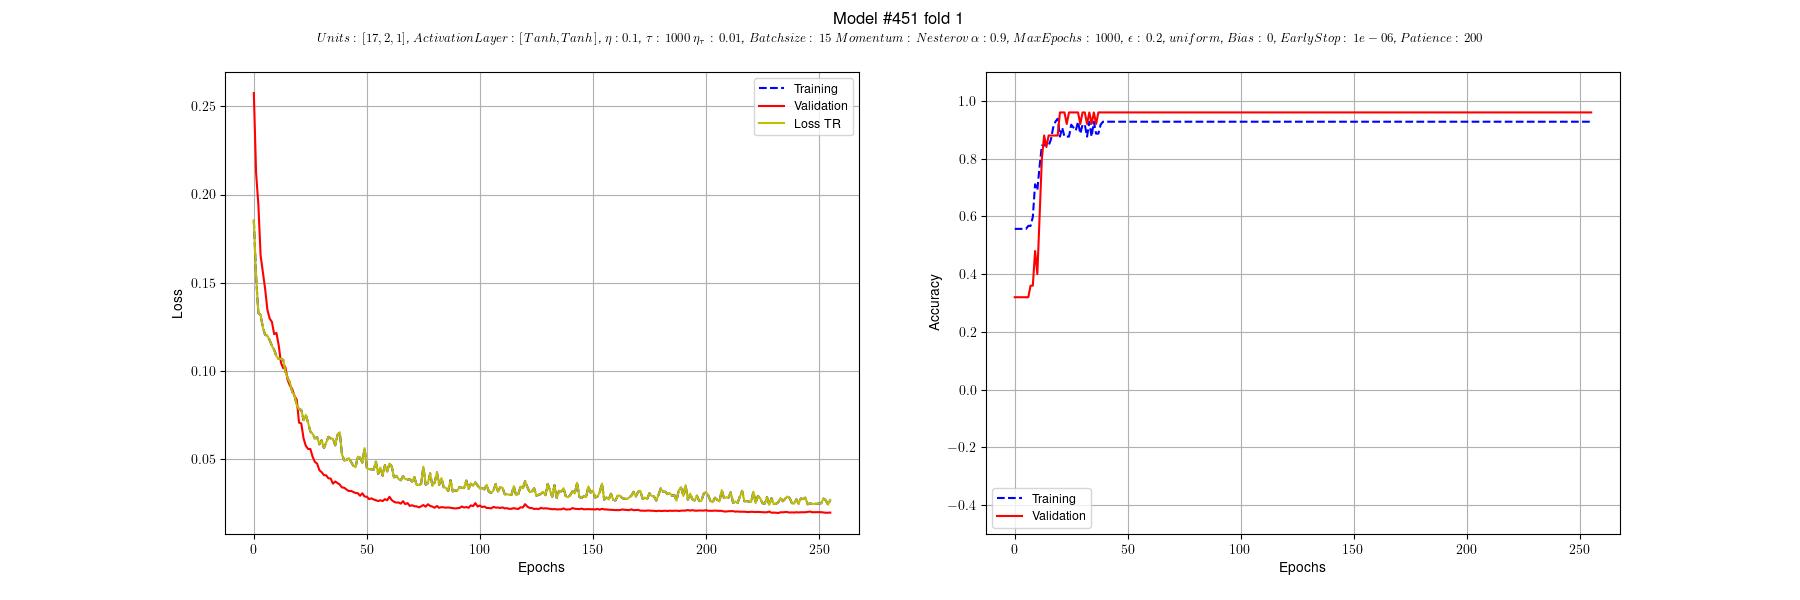 Model #451 fold 1
Units : [17, 2, 1], ActivationLayer : [Tanh, Tanh], η : 0.1, τ : 1000 ητ : 0.01, Batchsize : 15 Momentum : Nesterov α : 0.9, MaxEpochs : 1000, ϵ : 0.2, uniform, Bias : 0, EarlyStop : 1e − 06, Patience : 200
0.25
0.20
0.15
0.10
0.05
Loss
0 50 100 150 200 250
Epochs
Training
Validation
Loss TR
1.0
0.8
0.6
0.4
0.2
0.0
−0.2
−0.4
Accuracy
0 50 100 150 200 250
Epochs
Training
Validation